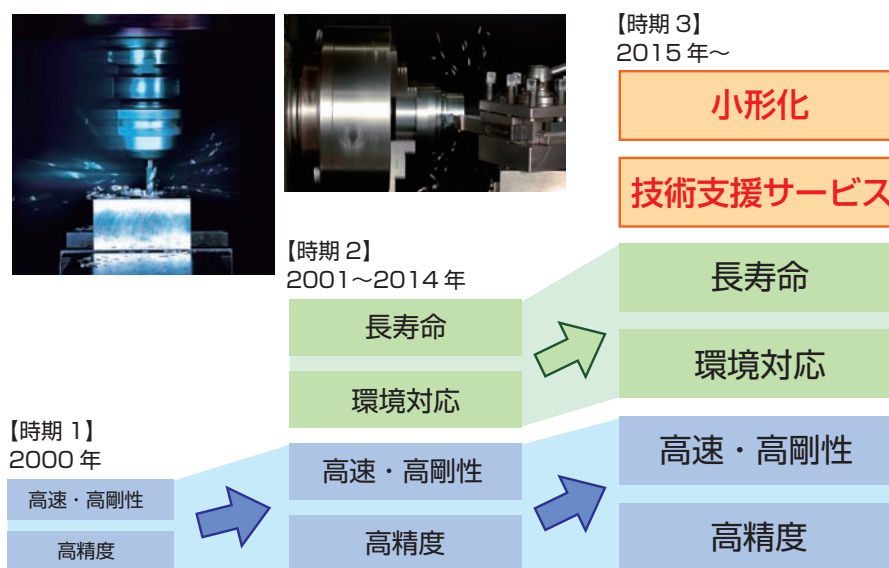 【時期 1】
2000 年
高速・高剛性
高精度
【時期 2】
2001～2014 年
長寿命
環境対応
高速・高剛性
高精度
【時期 3】
2015 年～
小形化
技術支援サービス
長寿命
環境対応
高速・高剛性
高精度